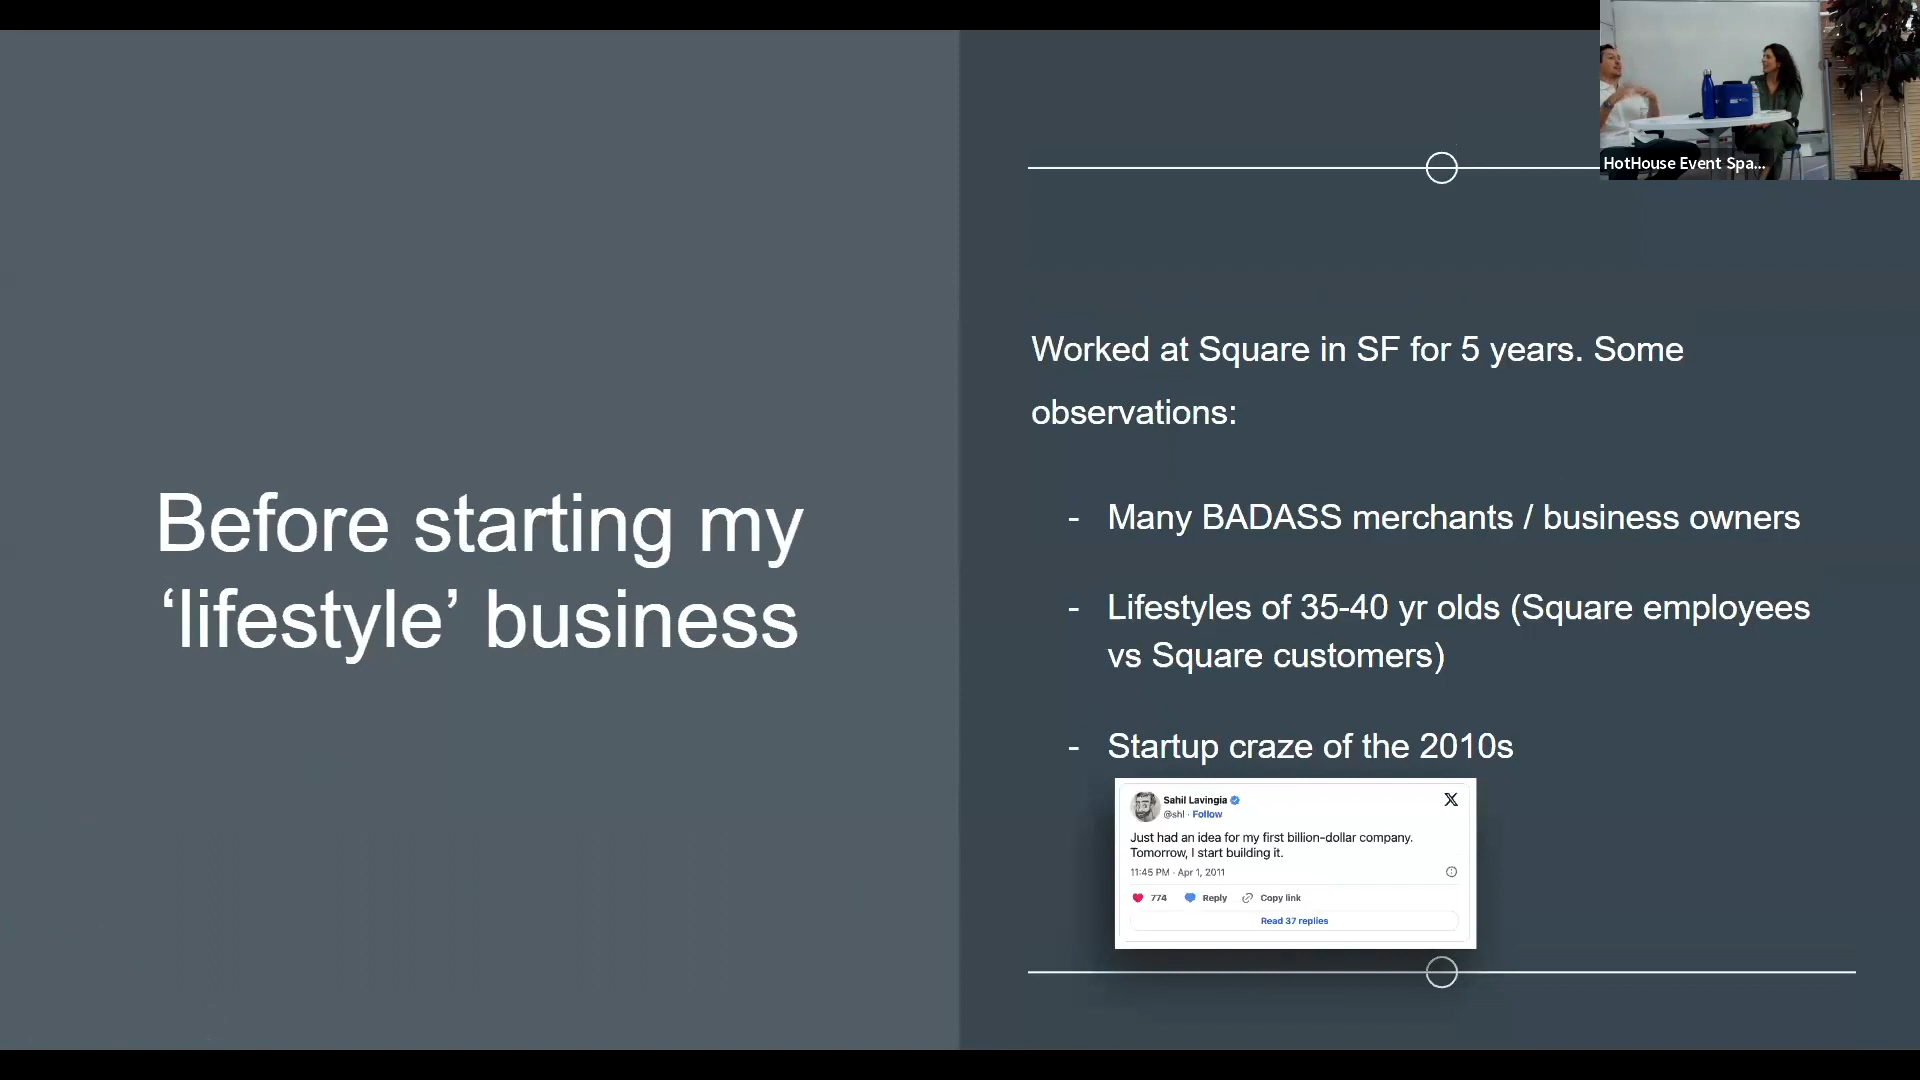 Before starting my
‘lifestyle’ business
Worked at Square in SF for 5 years. Some
observations:
- Many BADASS merchants / business owners
- Lifestyles of 35-40 yr olds (Square employees
vs Square customers)
- Startup craze of the 2010s
Sahil Lavingia
@shl · Follow
X
Just had an idea for my first billion-dollar company.
Tomorrow, I start building it.
11:45 PM · Apr 1, 2011
774 Reply Copy link
Read 37 replies
HotHouse Event Spa...